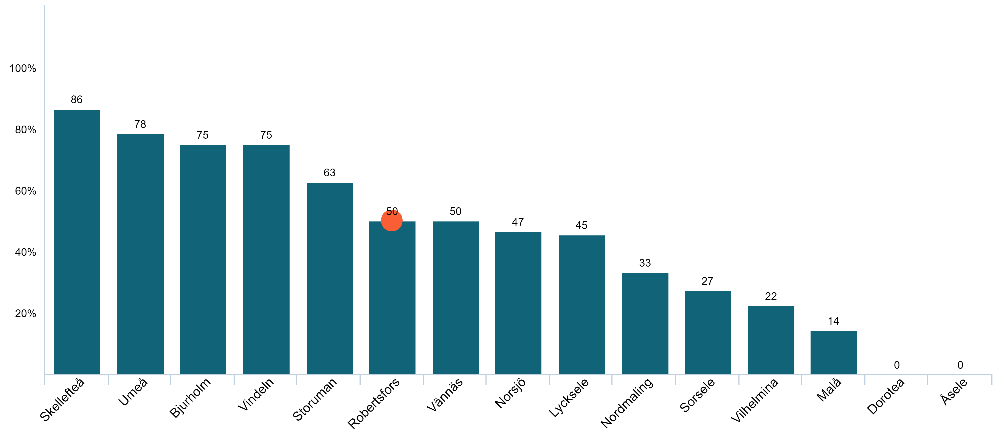 100%
80%
60%
40%
20%
86
78
75
75
63
50
50
47
45
33
27
22
14
0
0
Skellefteå
Umeå
Bjurholm
Vindeln
Storuman
Robertsfors
Vännäs
Norsjö
Lycksele
Nordmaling
Sorsele
Vilhelmina
Malå
Dorotea
Åsele